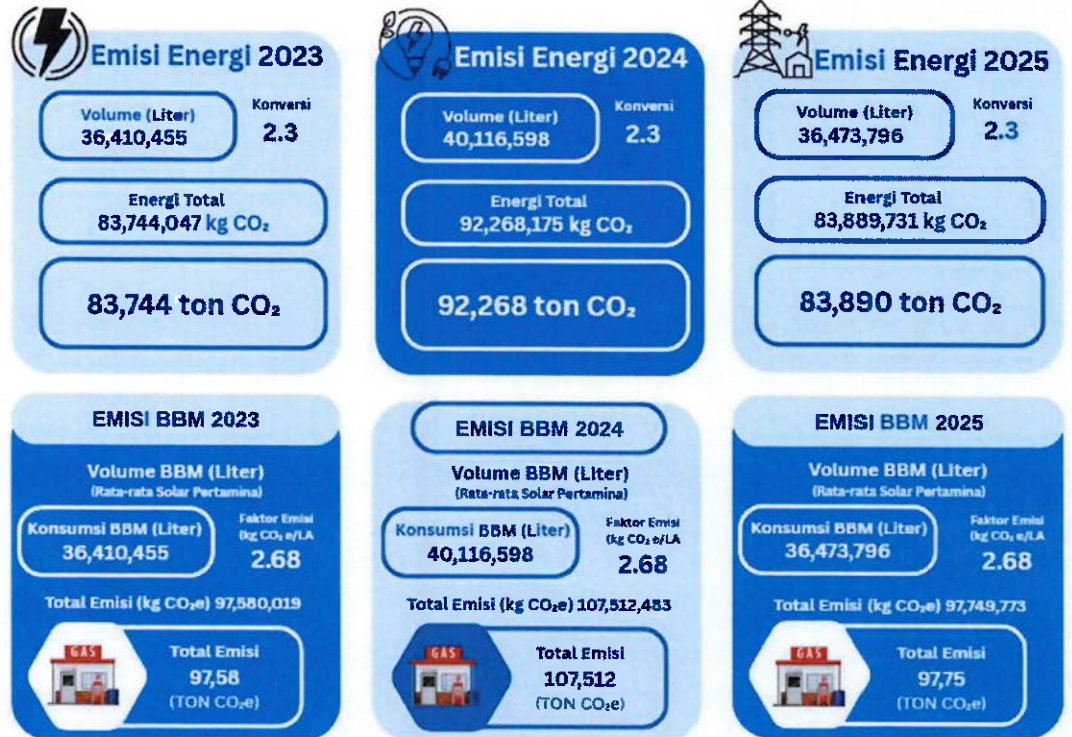 Emisi Energi 2023
Volume (Liter)
36,410,455
Konversi
2.3
Energi Total
83,744,047 kg CO₂
83,744 ton CO₂
Emisi Energi 2024
Volume (Liter)
40,116,598
Konversi
2.3
Energi Total
92,268,175 kg CO₂
92,268 ton CO₂
Emisi Energi 2025
Volume (Liter)
36,473,796
Konversi
2.3
Energi Total
83,889,731 kg CO₂
83,890 ton CO₂
EMISI BBM 2023
Volume BBM (Liter)
(Rata-rata Solar Pertamina)
Konsumsi BBM (Liter)
36,410,455
Faktor Emisi
(kg CO₂ e/LA
2.68
Total Emisi (kg CO₂e) 97,580,019
GAS
Total Emisi
97,58
(TON CO₂e)
EMISI BBM 2024
Volume BBM (Liter)
(Rata-rata Solar Pertamina)
Konsumsi BBM (Liter)
40,116,598
Faktor Emisi
(kg CO₂ e/LA
2.68
Total Emisi (kg CO₂e) 107,512,483
GAS
Total Emisi
107,512
(TON CO₂e)
EMISI BBM 2025
Volume BBM (Liter)
(Rata-rata Solar Pertamina)
Konsumsi BBM (Liter)
36,473,796
Faktor Emisi
(kg CO₂ e/LA
2.68
Total Emisi (kg CO₂e) 97,749,773
GAS
Total Emisi
97,75
(TON CO₂e)